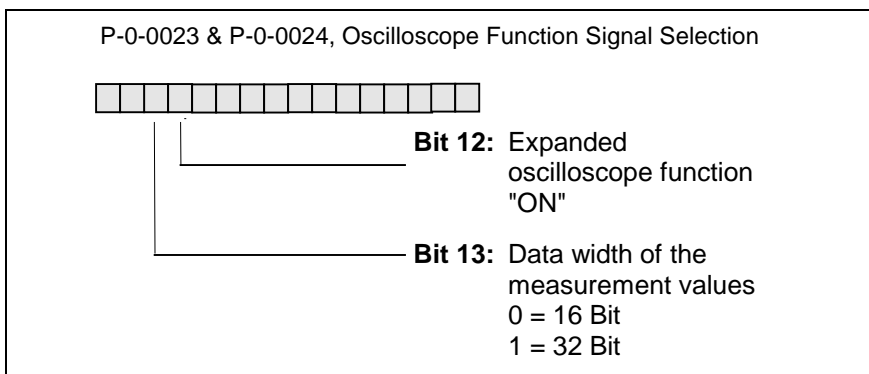 P-0-0023 & P-0-0024, Oscilloscope Function Signal Selection
Bit 12: Expanded
oscilloscope function
"ON"
Bit 13: Data width of the
measurement values
0 = 16 Bit
1 = 32 Bit